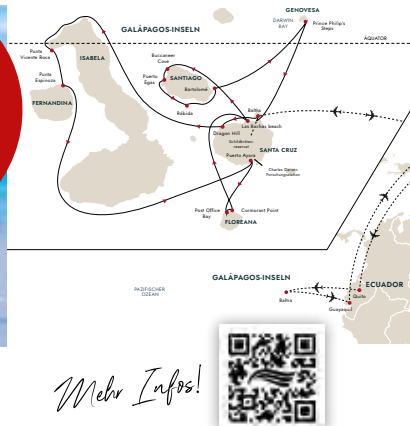 GENOVESA
DARWIN
BAY
Prince Philip's
Steps
GALÁPAGOS-INSELN
ÄQUATOR
Punta
Vicente Roca
ISABELA
Buccaneer
Cove
Punta
Espinoza
Puerto
Egas
SANTIAGO
Bartolomé
FERNANDINA
Rábida
Baltra
Las Bachas beach
Dragon Hill
Schildkröten-
reservat
SANTA CRUZ
Puerto Ayora
Charles Darwin
Forschungsstation
Post Office
Bay
Cormorant Point
FLOREANA
GALÁPAGOS-INSELN
PAZIFISCHER
OZEAN
Baltra
Quito
ECUADOR
Guayaquil
Mehr Infos!